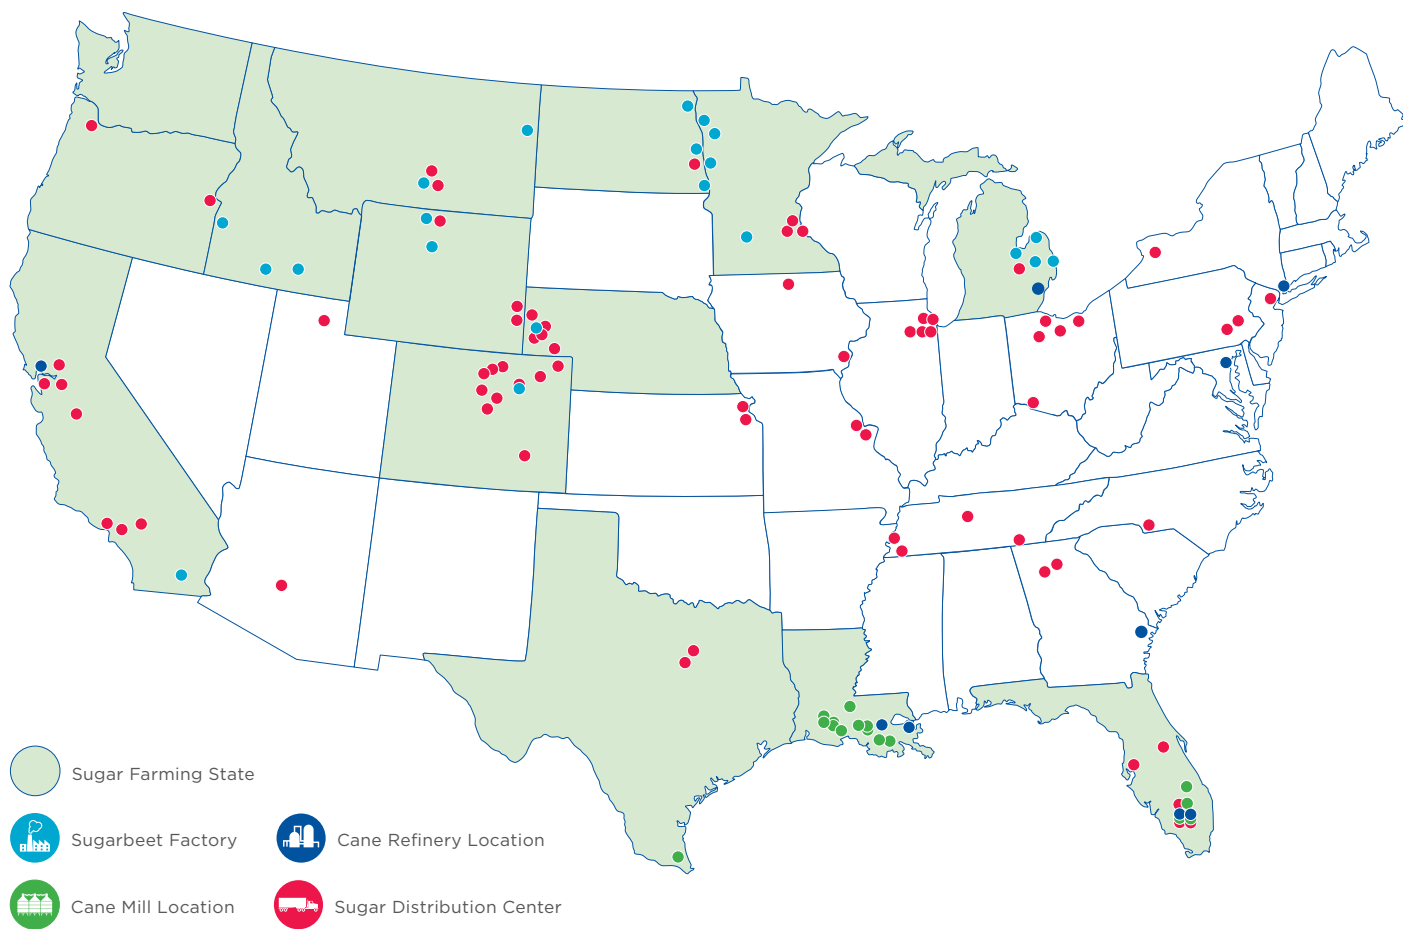 Sugar Farming State
Sugarbeet Factory
Cane Refinery Location
Cane Mill Location
Sugar Distribution Center